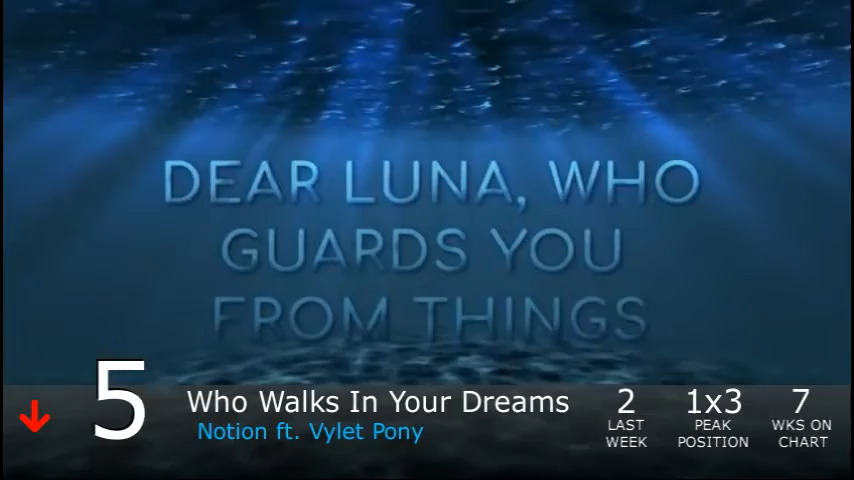 DEAR LUNA, WHO
GUARDS YOU
FROM THINGS
5
Who Walks In Your Dreams
Notion ft. Vylet Pony
2
LAST
WEEK
1x3
PEAK
POSITION
7
WKS ON
CHART